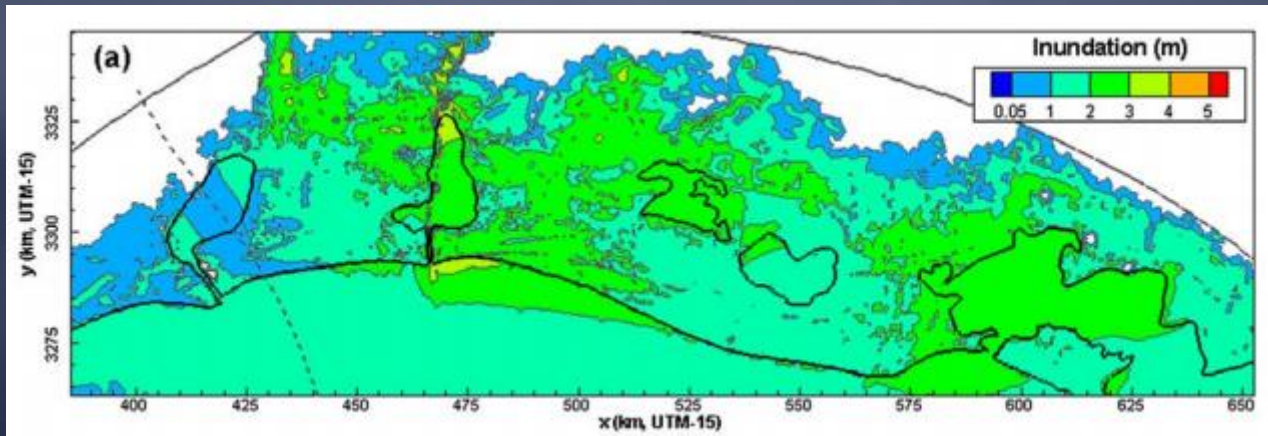 (a)
Inundation (m)
0.05 1 2 3 4 5
3325
3300
3275
y (km, UTM-15)
400 425 450 475 500 525 550 575 600 625 650
x (km, UTM-15)